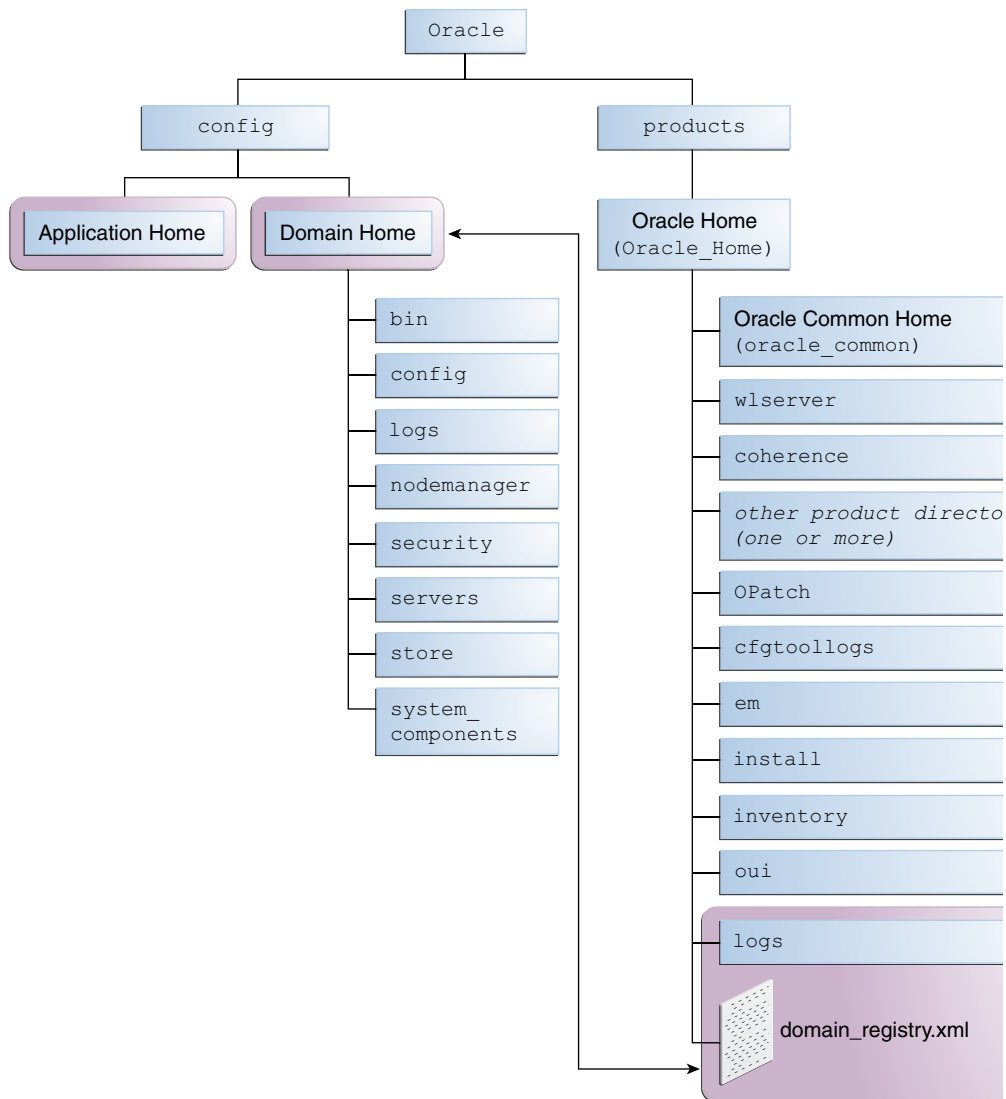 Oracle
config
products
Application Home
Domain Home
Oracle Home
(Oracle_Home)
bin
config
logs
nodemanager
security
servers
store
system_
components
Oracle Common Home
(oracle_common)
wlserver
coherence
other product directo
(one or more)
OPatch
cfgtoollogs
em
install
inventory
oui
logs
domain_registry.xml